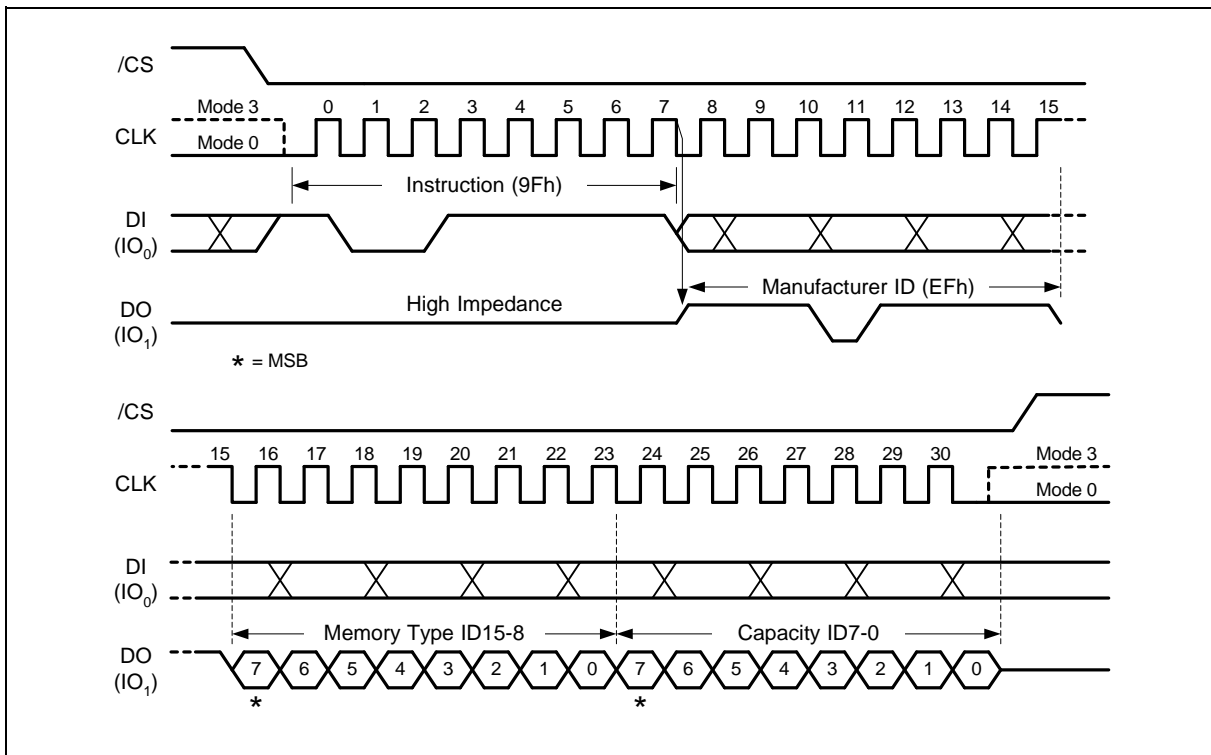 /CS
Mode 3 0 1 2 3 4 5 6 7 8 9 10 11 12 13 14 15
CLK Mode 0
Instruction (9Fh)
DI
(IO0)
Manufacturer ID (EFh)
DO High Impedance
(IO1)
* = MSB
/CS
15 16 17 18 19 20 21 22 23 24 25 26 27 28 29 30 Mode 3
CLK Mode 0
DI
(IO0)
Memory Type ID15-8 Capacity ID7-0
DO 7 6 5 4 3 2 1 0 7 6 5 4 3 2 1 0
(IO1)
* *